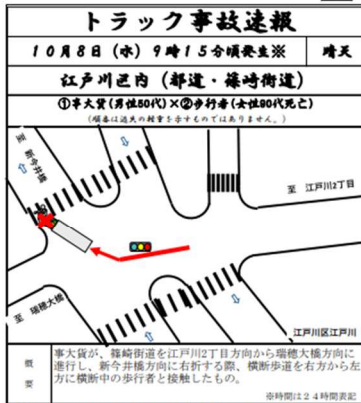 トラック事故速報
10月8日(水)9時15分頃発生※
晴天
江戸川区内(都道・篠崎街道)
①事大貨(男性50代)×②歩行者(女性90代死亡)
(順番は過失の軽重を示すものではありません。)
至 新今井橋
至 江戸川2丁目
至 瑞穂大橋
江戸川区江戸川
概要
事大貨が、篠崎街道を江戸川2丁目方向から瑞穂大橋方向に
進行し、新今井橋方向に右折する際、横断歩道を右方から左
方に横断中の歩行者と接触したもの。
※時間は24時間表記